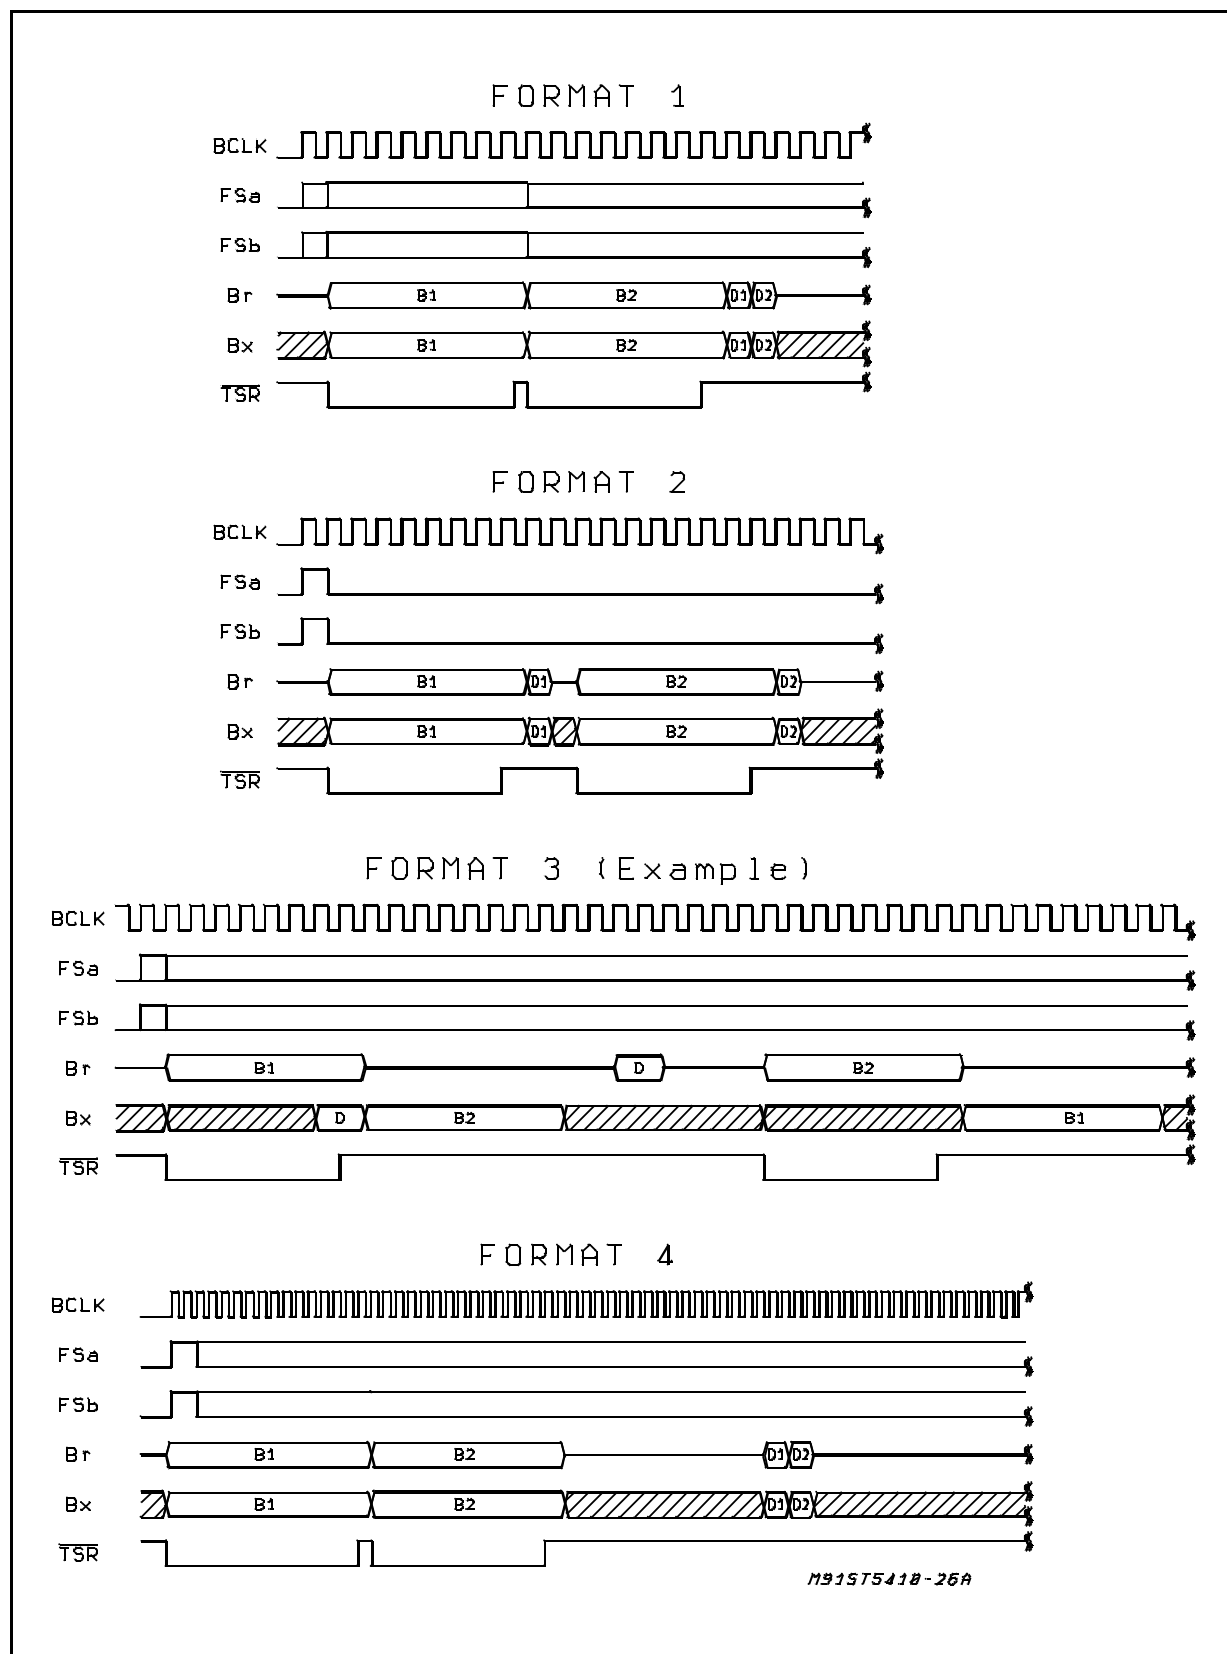 FORMAT 1
BCLK
FSa
FSb
Br B1 B2 D1 D2
Bx B1 B2 D1 D2
TSR
FORMAT 2
BCLK
FSa
FSb
Br B1 D1 B2 D2
Bx B1 D1 B2 D2
TSR
FORMAT 3 (Example)
BCLK
FSa
FSb
Br B1 D B2
Bx D B2 B1
TSR
FORMAT 4
BCLK
FSa
FSb
Br B1 B2 D1 D2
Bx B1 B2 D1 D2
TSR
M91ST5410-26A